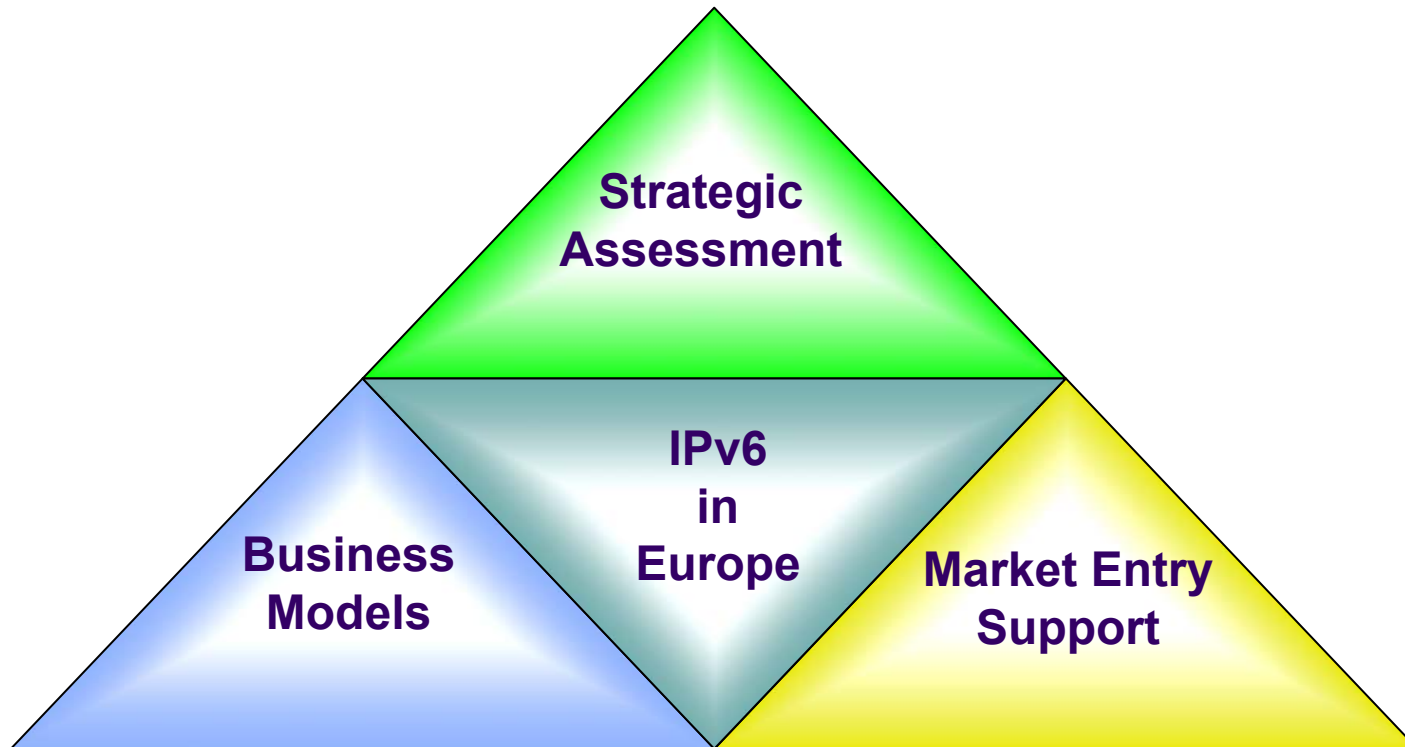 Strategic
Assessment
IPv6
in
Europe
Business
Models
Market Entry
Support